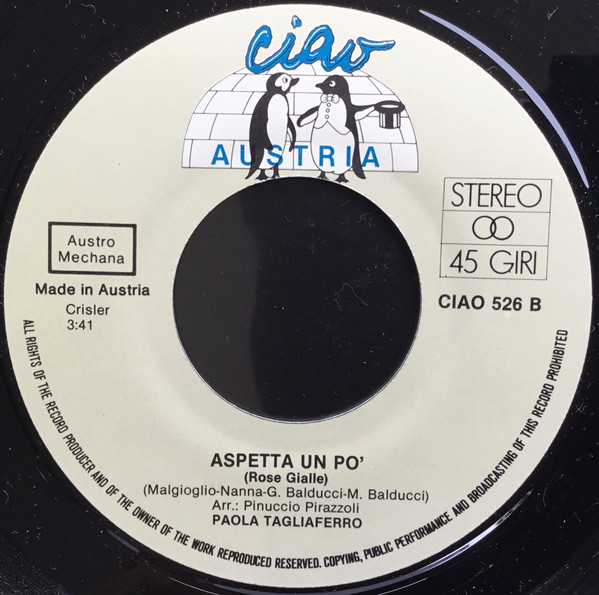 ciao
AUSTRIA
STEREO
45 GIRI
CIAO 526 B
Austro
Mechana
Made in Austria
Crisler
3:41
ASPETTA UN PO'
(Rose Gialle)
(Malgioglio-Nanna-G. Balducci-M. Balducci)
Arr.: Pinuccio Pirazzoli
PAOLA TAGLIAFERRO
ALL RIGHTS OF THE RECORD PRODUCER AND OF THE OWNER OF THE WORK REPRODUCED RESERVED. COPYING, PUBLIC PERFORMANCE AND BROADCASTING OF THIS RECORD PROHIBITED